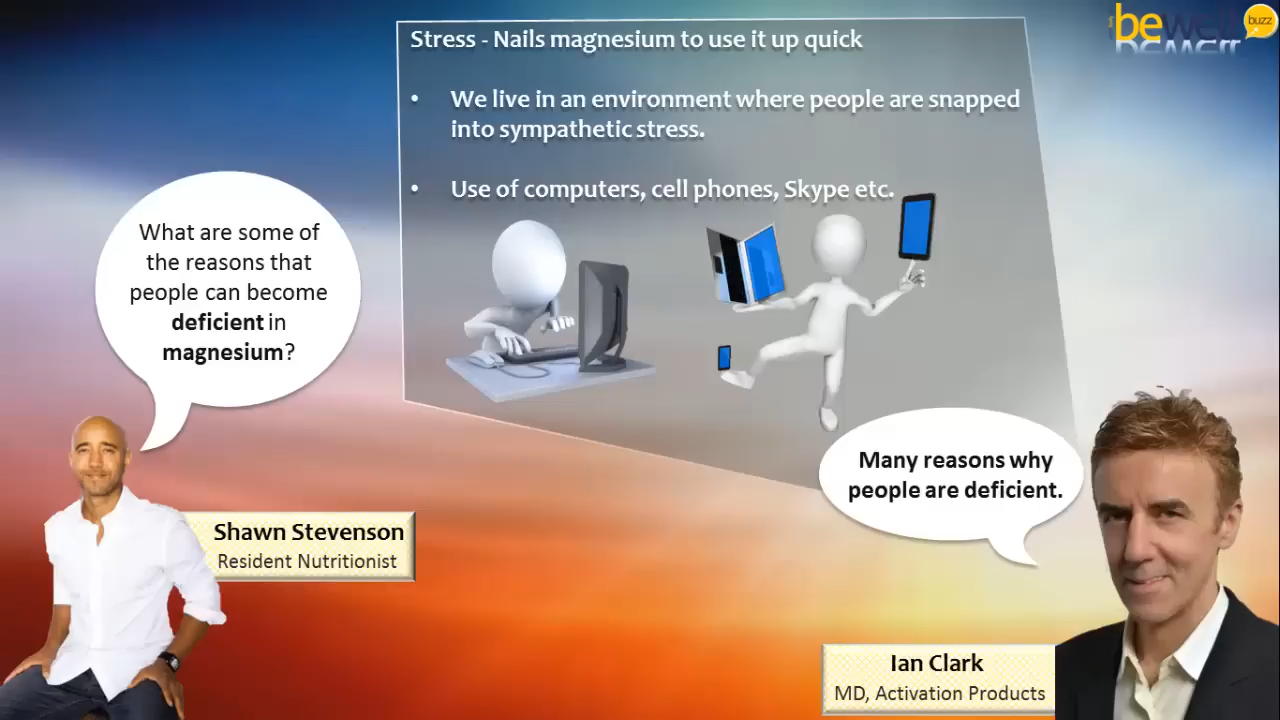 bewell buzz
Stress - Nails magnesium to use it up quick
• We live in an environment where people are snapped
into sympathetic stress.
• Use of computers, cell phones, Skype etc.
What are some of
the reasons that
people can become
deficient in
magnesium?
Many reasons why
people are deficient.
Shawn Stevenson
Resident Nutritionist
Ian Clark
MD, Activation Products